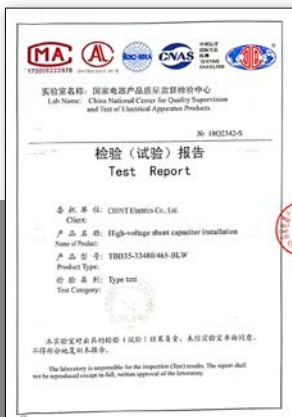 MA
170008222878
AL
ilac-MRA
CNAS
TESTING
实验室名称: 国家电器产品质量监督检验中心
Lab Name: China National Center for Quality Supervision
and Test of Electrical Apparatus Products
№ 18Q2342-S
检验（试验）报告
Test Report
委 托 单 位: CHINT Electrics Co., Ltd.
Client:
产 品 名 称: High-voltage shunt capacitor installation
Name of Product:
产 品 型 号: TBB35-33480/465-BLW
Product Type:
检 验 类 别: Type test
Test Category:
本实验室对出具的检验（试验）结果负责，未经实验室书面同意，
不得部分地复制本报告。
The laboratory is responsible for the inspection (Test) results. The report shall
not be reproduced except in full, written approval of the laboratory.